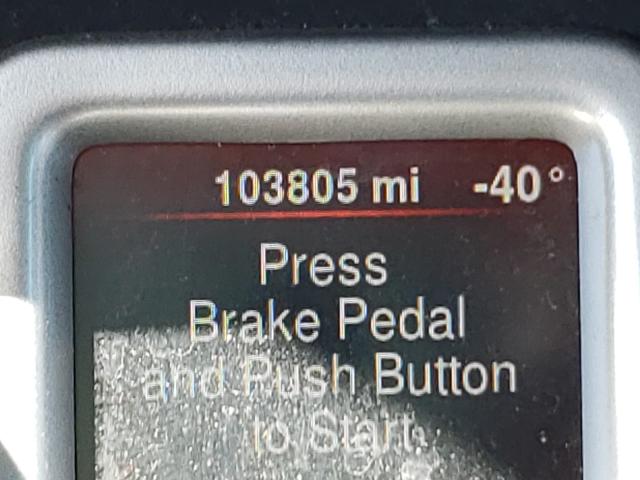 103805 mi -40°
Press
Brake Pedal
and Push Button
to Start